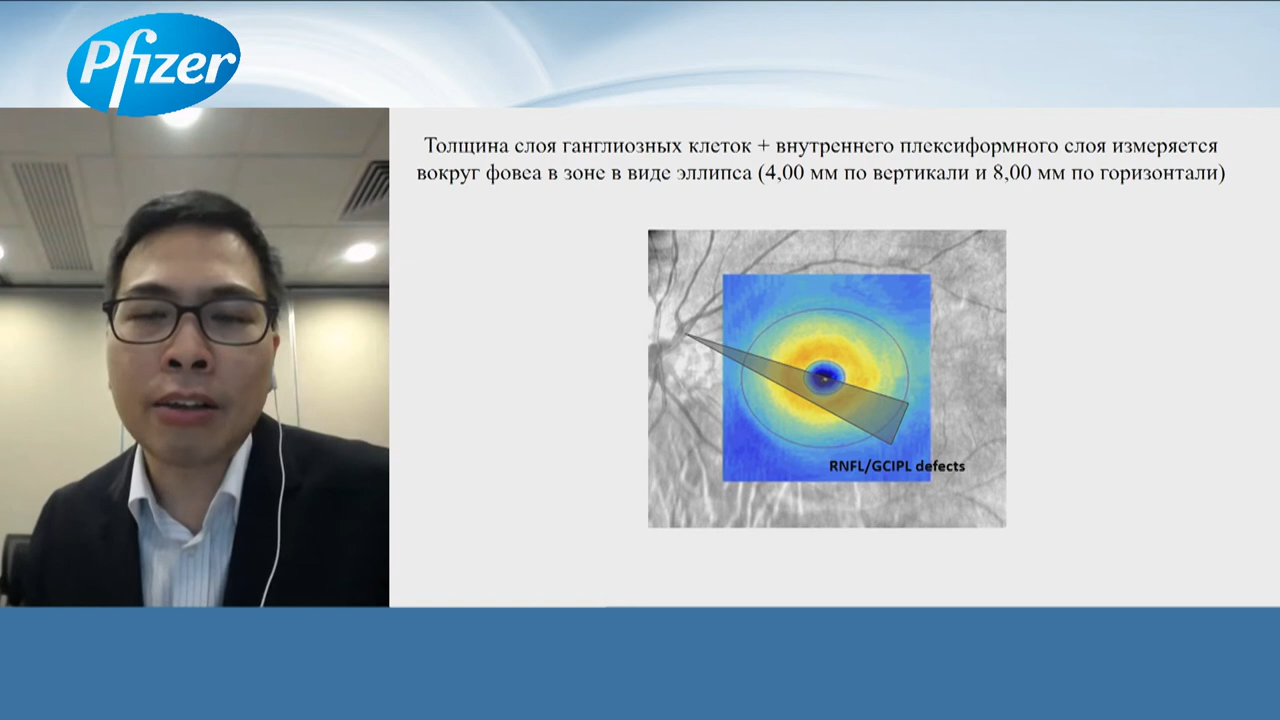 Pfizer
Толщина слоя ганглиозных клеток + внутреннего плексиформного слоя измеряется
вокруг фовеа в зоне в виде эллипса (4,00 мм по вертикали и 8,00 мм по горизонтали)
RNFL/GCIPL defects